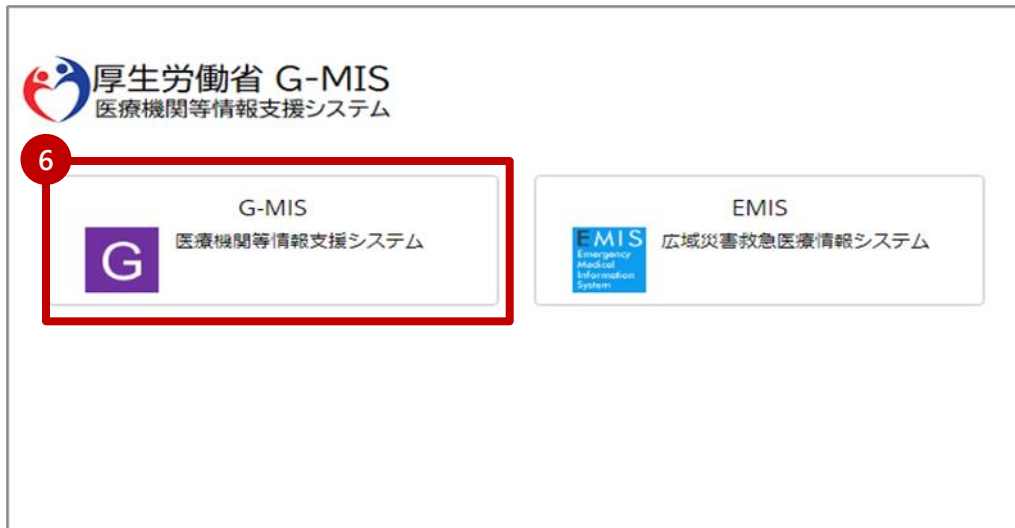 厚生労働省 G-MIS
医療機関等情報支援システム
6
G-MIS
G
医療機関等情報支援システム
EMIS
EMIS
Emergency
Medical
Information
System
広域災害救急医療情報システム